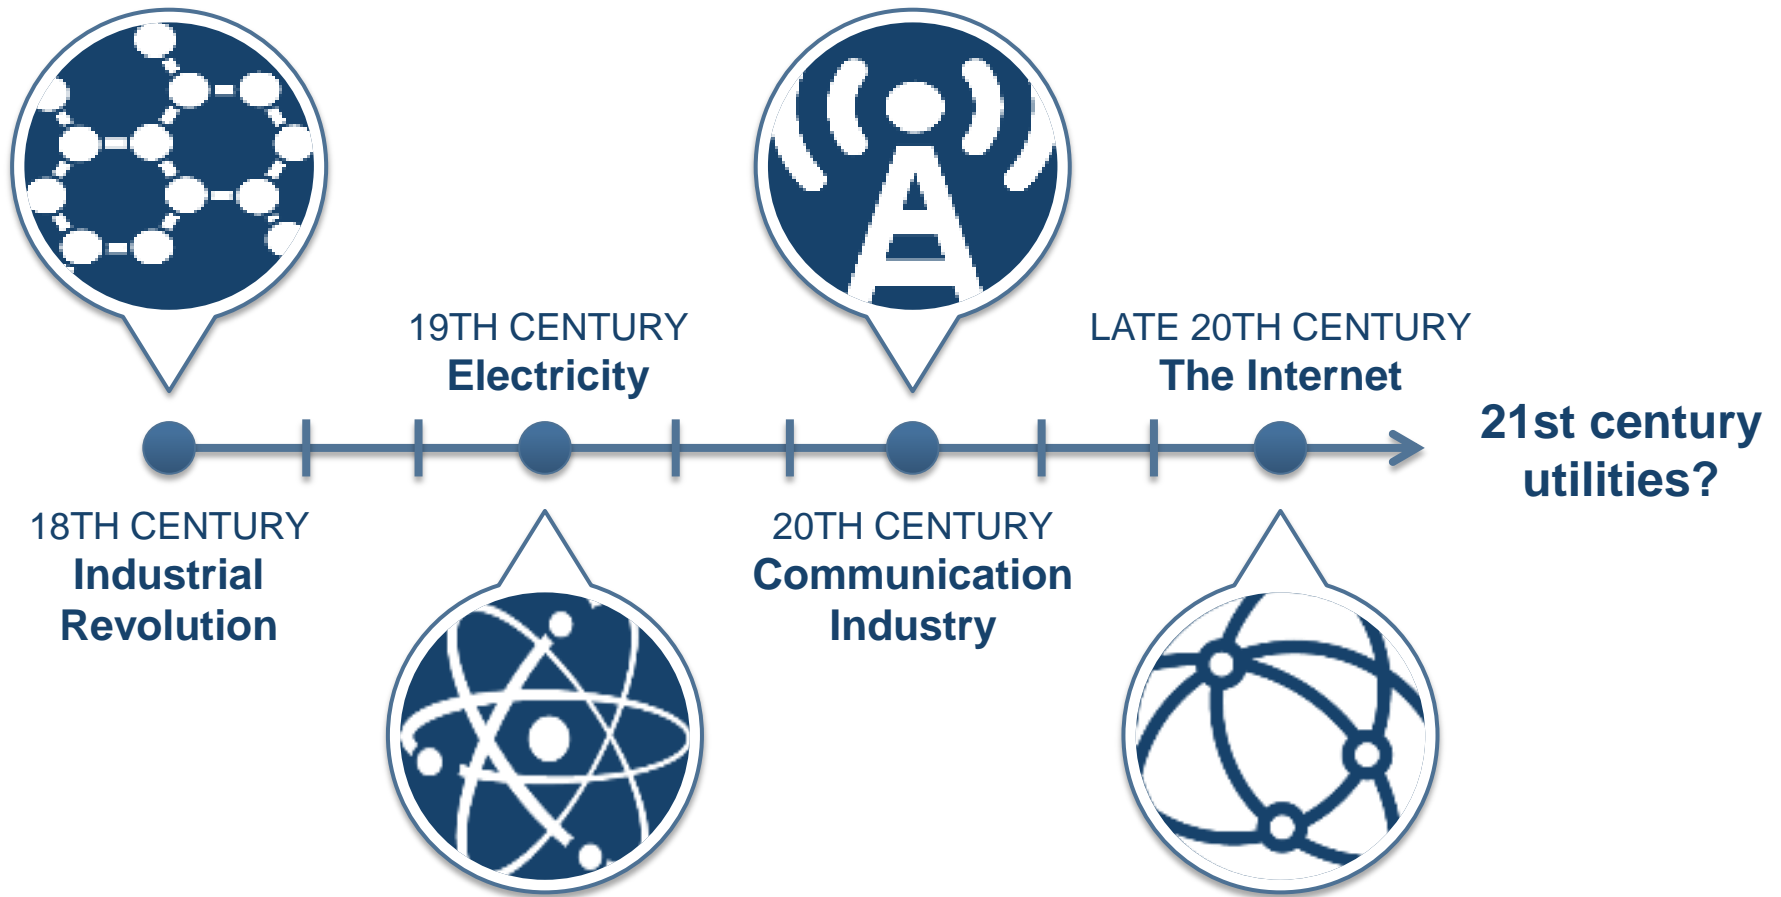 18TH CENTURY
Industrial
Revolution
19TH CENTURY
Electricity
20TH CENTURY
Communication
Industry
LATE 20TH CENTURY
The Internet
21st century
utilities?